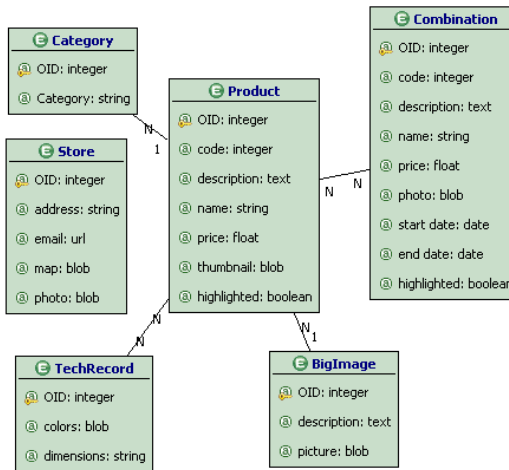 Category
OID: integer
Category: string
Store
OID: integer
address: string
email: url
map: blob
photo: blob
Product
OID: integer
code: integer
description: text
name: string
price: float
thumbnail: blob
highlighted: boolean
Combination
OID: integer
code: integer
description: text
name: string
price: float
photo: blob
start date: date
end date: date
highlighted: boolean
TechRecord
OID: integer
colors: blob
dimensions: string
BigImage
OID: integer
description: text
picture: blob
N
1
N
N
N
N
N
1